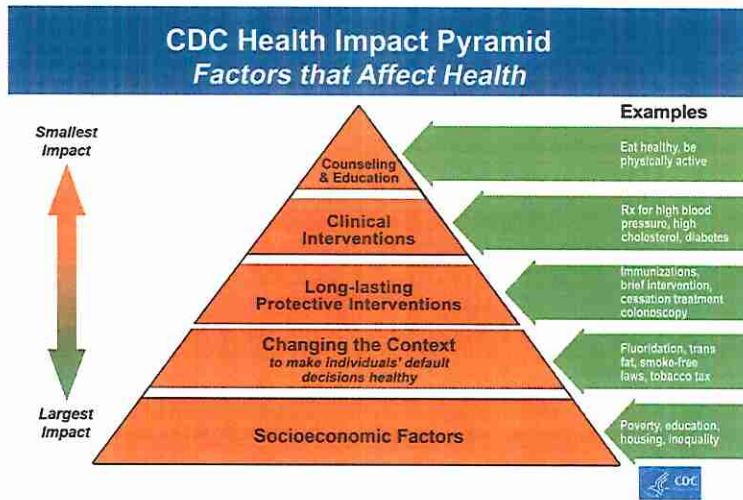 CDC Health Impact Pyramid
Factors that Affect Health
Smallest
Impact
Largest
Impact
Counseling
& Education
Clinical
Interventions
Long-lasting
Protective Interventions
Changing the Context
to make individuals' default
decisions healthy
Socioeconomic Factors
Examples
Eat healthy, be
physically active
Rx for high blood
pressure, high
cholesterol, diabetes
Immunizations,
brief intervention,
cessation treatment
colonoscopy
Fluoridation, trans
fat, smoke-free
laws, tobacco tax
Poverty, education,
housing, inequality
CDC